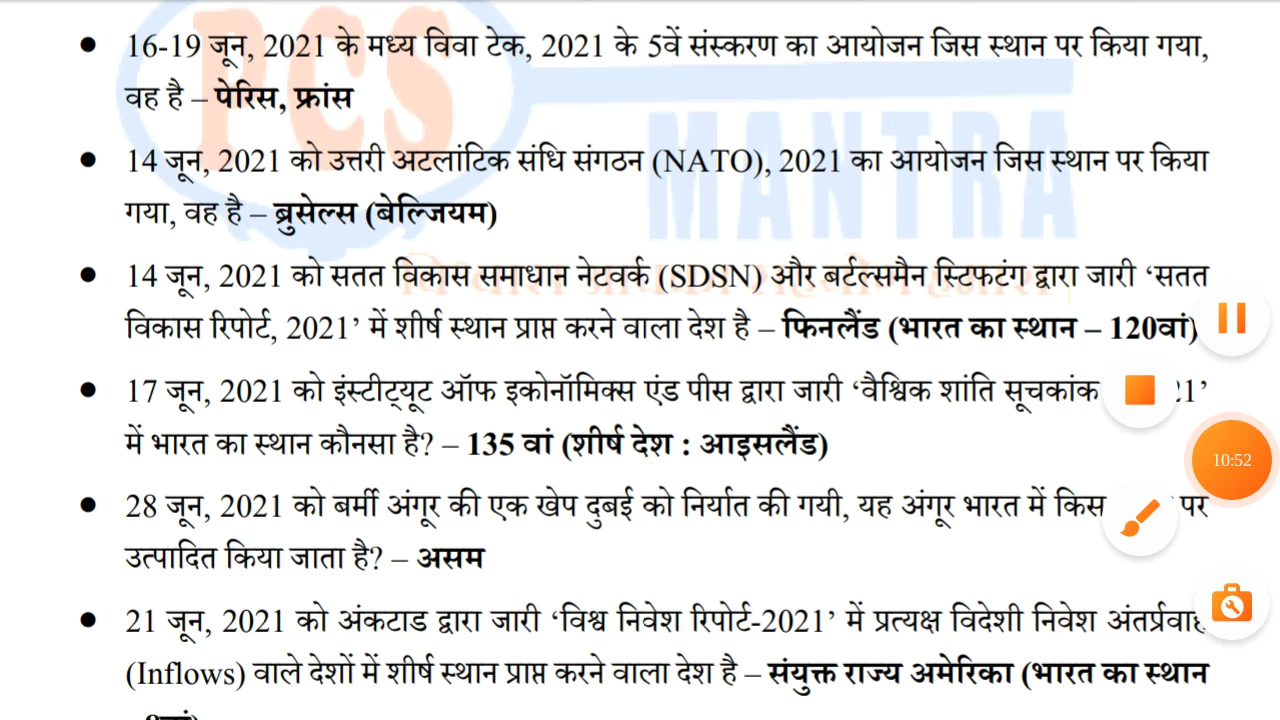 ● 16-19 जून, 2021 के मध्य विवा टेक, 2021 के 5वें संस्करण का आयोजन जिस स्थान पर किया गया,
वह है – पेरिस, फ्रांस
● 14 जून, 2021 को उत्तरी अटलांटिक संधि संगठन (NATO), 2021 का आयोजन जिस स्थान पर किया
गया, वह है – ब्रुसेल्स (बेल्जियम)
● 14 जून, 2021 को सतत विकास समाधान नेटवर्क (SDSN) और बर्टल्समैन स्टिफटंग द्वारा जारी ‘सतत
विकास रिपोर्ट, 2021’ में शीर्ष स्थान प्राप्त करने वाला देश है – फिनलैंड (भारत का स्थान – 120वां)
● 17 जून, 2021 को इंस्टीट्यूट ऑफ इकोनॉमिक्स एंड पीस द्वारा जारी ‘वैश्विक शांति सूचकांक 21’
में भारत का स्थान कौनसा है? – 135 वां (शीर्ष देश : आइसलैंड)
10:52
● 28 जून, 2021 को बर्मी अंगूर की एक खेप दुबई को निर्यात की गयी, यह अंगूर भारत में किस पर
उत्पादित किया जाता है? – असम
● 21 जून, 2021 को अंकटाड द्वारा जारी ‘विश्व निवेश रिपोर्ट-2021’ में प्रत्यक्ष विदेशी निवेश अंतर्प्रवाह
(Inflows) वाले देशों में शीर्ष स्थान प्राप्त करने वाला देश है – संयुक्त राज्य अमेरिका (भारत का स्थान
PCS
MANTRA